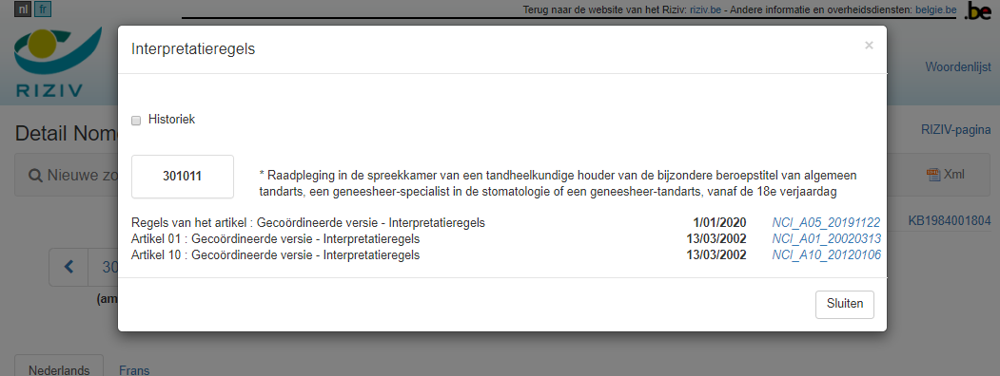 nl fr
Terug naar de website van het Riziv: riziv.be - Andere informatie en overheidsdiensten: belgie.be
.be
Interpretatieregels ×
Woordenlijst
RIZIV
Historiek
Detail Nom
RIZIV-pagina
301011
* Raadpleging in de spreekkamer van een tandheelkundige houder van de bijzondere beroepstitel van algemeen
tandarts, een geneesheer-specialist in de stomatologie of een geneesheer-tandarts, vanaf de 18e verjaardag
Nieuwe zo
Xml
Regels van het artikel : Gecoördineerde versie - Interpretatieregels 1/01/2020 NCI_A05_20191122
KB1984001804
Artikel 01 : Gecoördineerde versie - Interpretatieregels 13/03/2002 NCI_A01_20020313
Artikel 10 : Gecoördineerde versie - Interpretatieregels 13/03/2002 NCI_A10_20120106
30
(am
Sluiten
Nederlands Frans